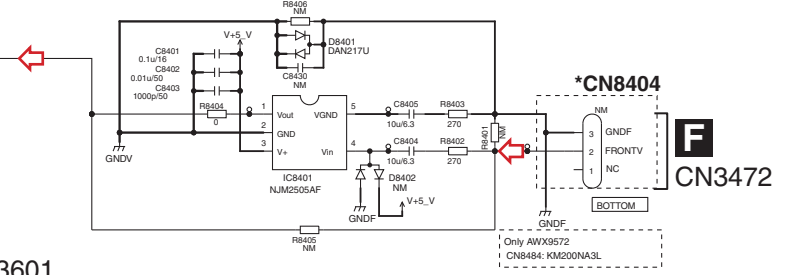 R8406
NM
V+5_V
D8401
DAN217U
C8401
0.1u/16
C8402
0.01u/50
C8403
1000p/50
C8430
NM
*CN8404
R8404
0
1
Vout
VGND
5
C8405
10u/6.3
R8403
270
R8401
NM
NM
2
GND
3
V+
Vin
4
C8404
10u/6.3
R8402
270
3
GNDF
2
FRONTV
1
NC
F
CN3472
GNDV
IC8401
NJM2505AF
D8402
NM
V+5_V
GNDF
BOTTOM
GNDF
R8405
NM
Only AWX9572
CN8484: KM200NA3L